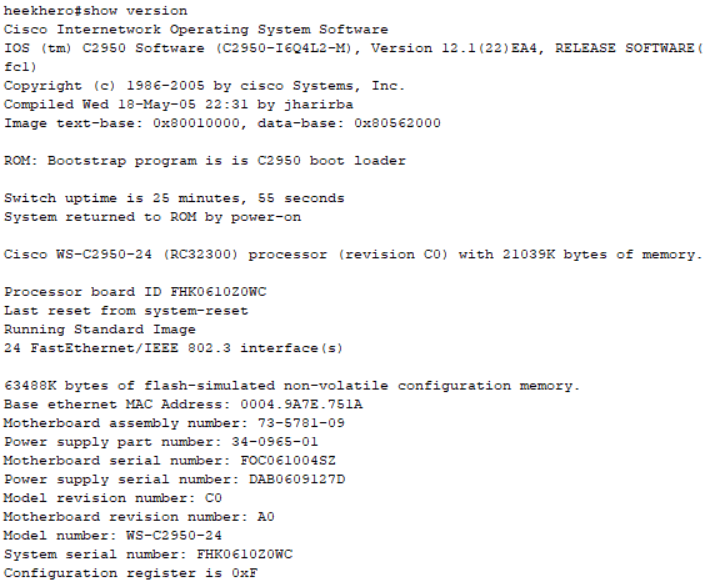 heekhero#show version
Cisco Internetwork Operating System Software
IOS (tm) C2950 Software (C2950-I6Q4L2-M), Version 12.1(22)EA4, RELEASE SOFTWARE(
fc1)
Copyright (c) 1986-2005 by cisco Systems, Inc.
Compiled Wed 18-May-05 22:31 by jharirba
Image text-base: 0x80010000, data-base: 0x80562000
ROM: Bootstrap program is is C2950 boot loader
Switch uptime is 25 minutes, 55 seconds
System returned to ROM by power-on
Cisco WS-C2950-24 (RC32300) processor (revision C0) with 21039K bytes of memory.
Processor board ID FHK0610Z0WC
Last reset from system-reset
Running Standard Image
24 FastEthernet/IEEE 802.3 interface(s)
63488K bytes of flash-simulated non-volatile configuration memory.
Base ethernet MAC Address: 0004.9A7E.751A
Motherboard assembly number: 73-5781-09
Power supply part number: 34-0965-01
Motherboard serial number: FOC061004SZ
Power supply serial number: DAB0609127D
Model revision number: C0
Motherboard revision number: A0
Model number: WS-C2950-24
System serial number: FHK0610Z0WC
Configuration register is 0xF